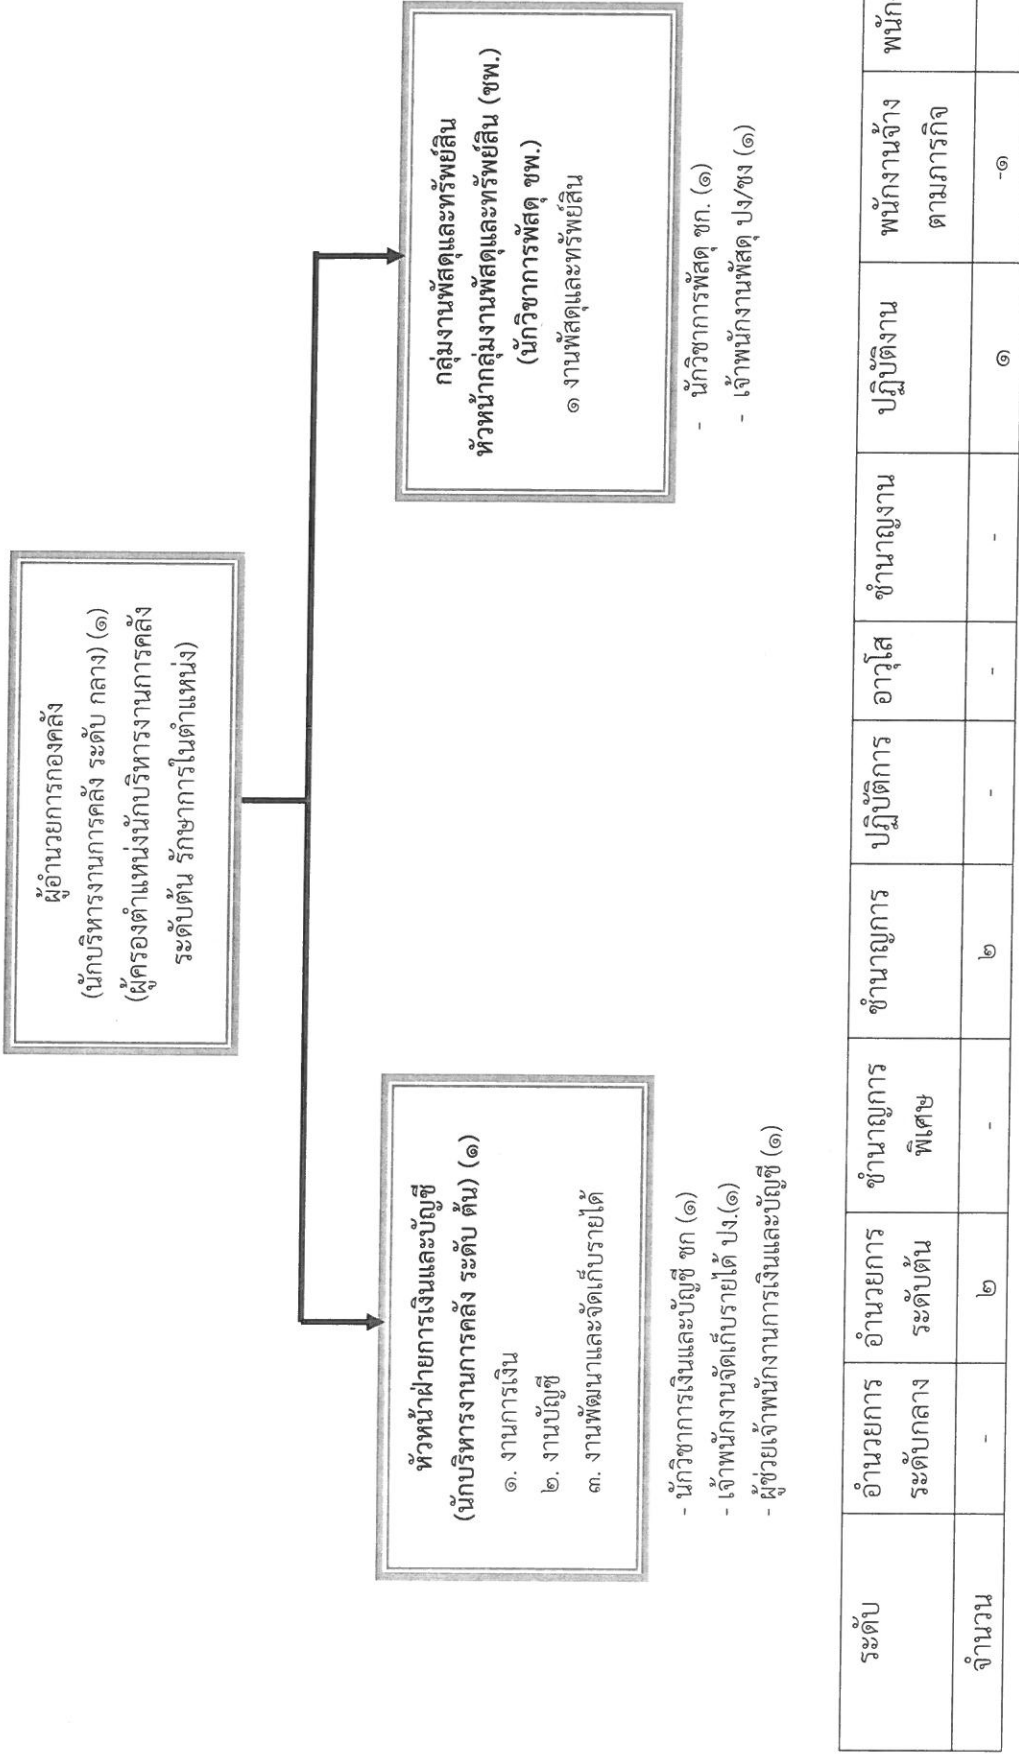 ผู้อำนวยการกองคลัง
(นักบริหารงานการคลัง ระดับ กลาง) (๑)
(ผู้ครองตำแหน่งนักบริหารงานการคลัง
ระดับต้น รักษาการในตำแหน่ง)
หัวหน้าฝ่ายการเงินและบัญชี
(นักบริหารงานการคลัง ระดับ ต้น) (๑)
๑. งานการเงิน
๒. งานบัญชี
๓. งานพัฒนาและจัดเก็บรายได้
- นักวิชาการเงินและบัญชี ชก (๑)
- เจ้าพนักงานจัดเก็บรายได้ ปง.(๑)
- ผู้ช่วยเจ้าพนักงานการเงินและบัญชี (๑)
กลุ่มงานพัสดุและทรัพย์สิน
หัวหน้ากลุ่มงานพัสดุและทรัพย์สิน (ชพ.)
(นักวิชาการพัสดุ ชพ.)
๑ งานพัสดุและทรัพย์สิน
- นักวิชาการพัสดุ ชก. (๑)
- เจ้าพนักงานพัสดุ ปง/ชง (๑)
ระดับ อำนวยการ ระดับกลาง อำนวยการ ระดับต้น ชำนาญการ พิเศษ ชำนาญการ ปฏิบัติการ อาวุโส ชำนาญงาน ปฏิบัติงาน พนักงานจ้าง ตามภารกิจ พนัก
จำนวน - ๒ - ๒ - - - ๑ -๑